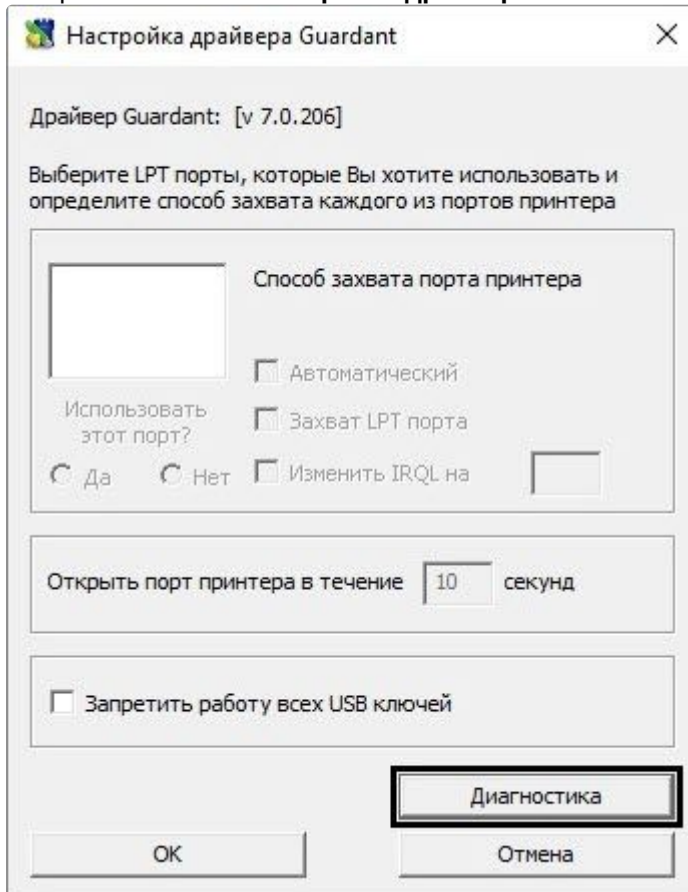 Настройка драйвера Guardant
Драйвер Guardant: [v 7.0.206]
Выберите LPT порты, которые Вы хотите использовать и
определите способ захвата каждого из портов принтера
Способ захвата порта принтера
Автоматический
Использовать
этот порт?
Захват LPT порта
Да Нет Изменить IRQL на
Открыть порт принтера в течение 10 секунд
Запретить работу всех USB ключей
Диагностика
OK Отмена